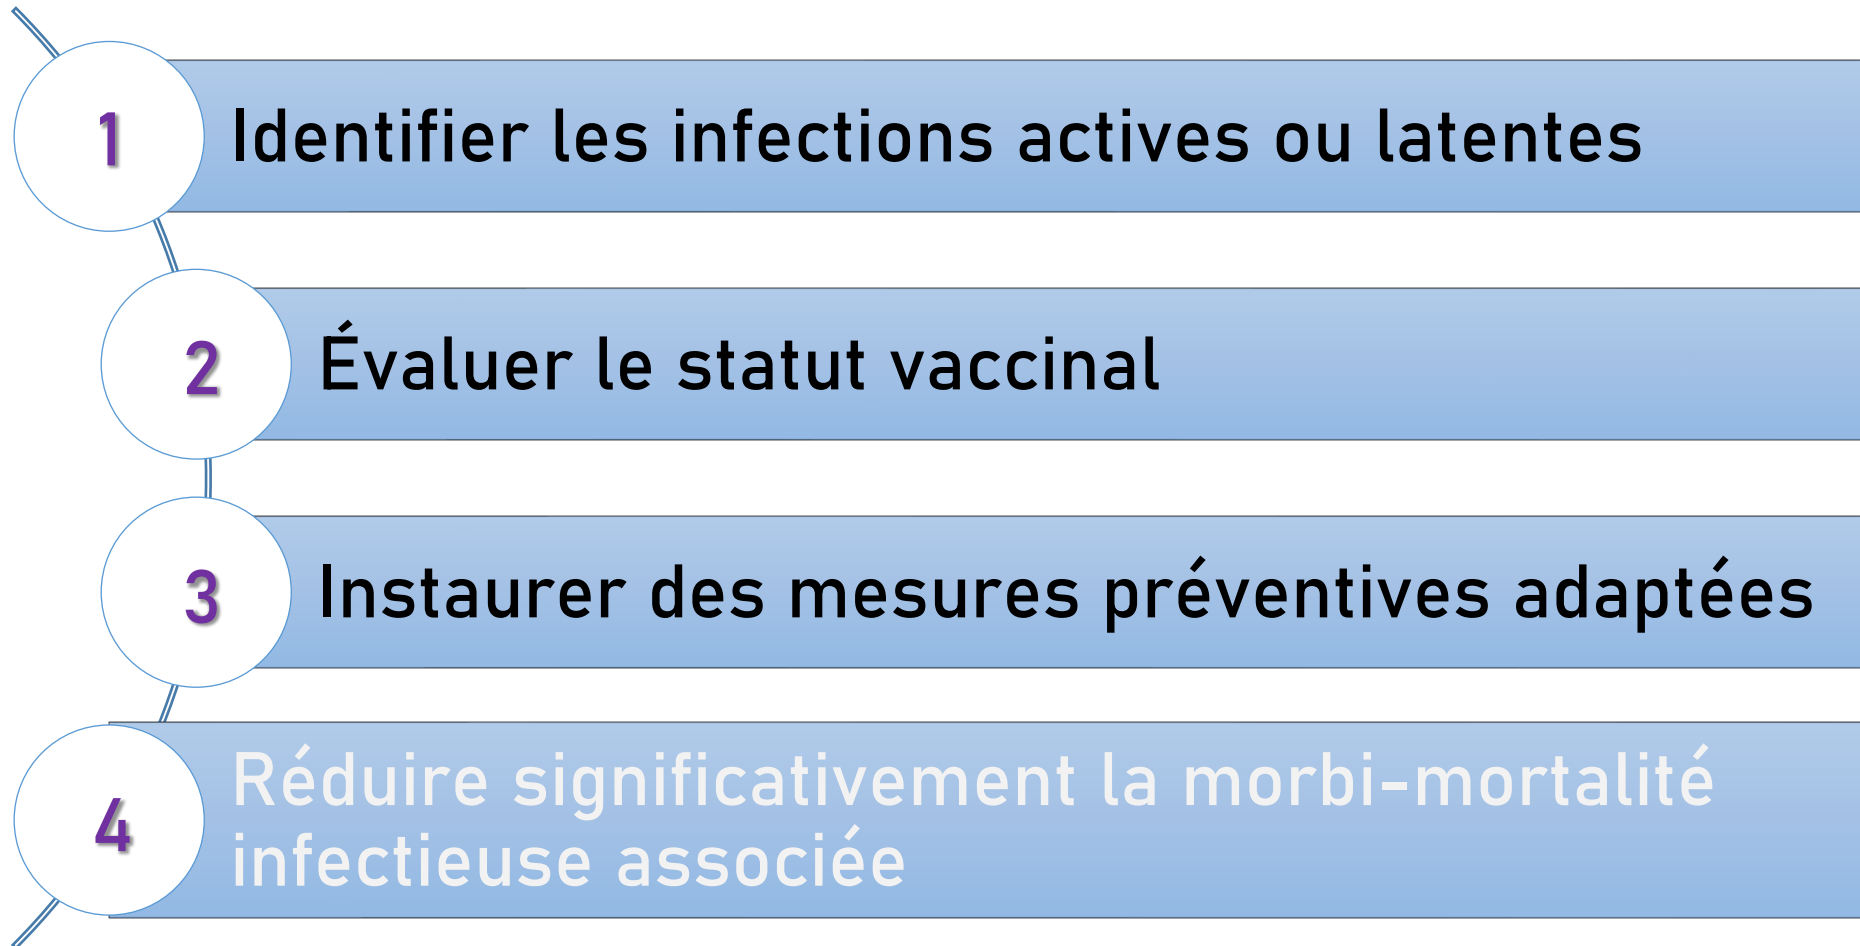 1
Identifier les infections actives ou latentes
2
Évaluer le statut vaccinal
3
Instaurer des mesures préventives adaptées
4
Réduire significativement la morbi-mortalité
infectieuse associée